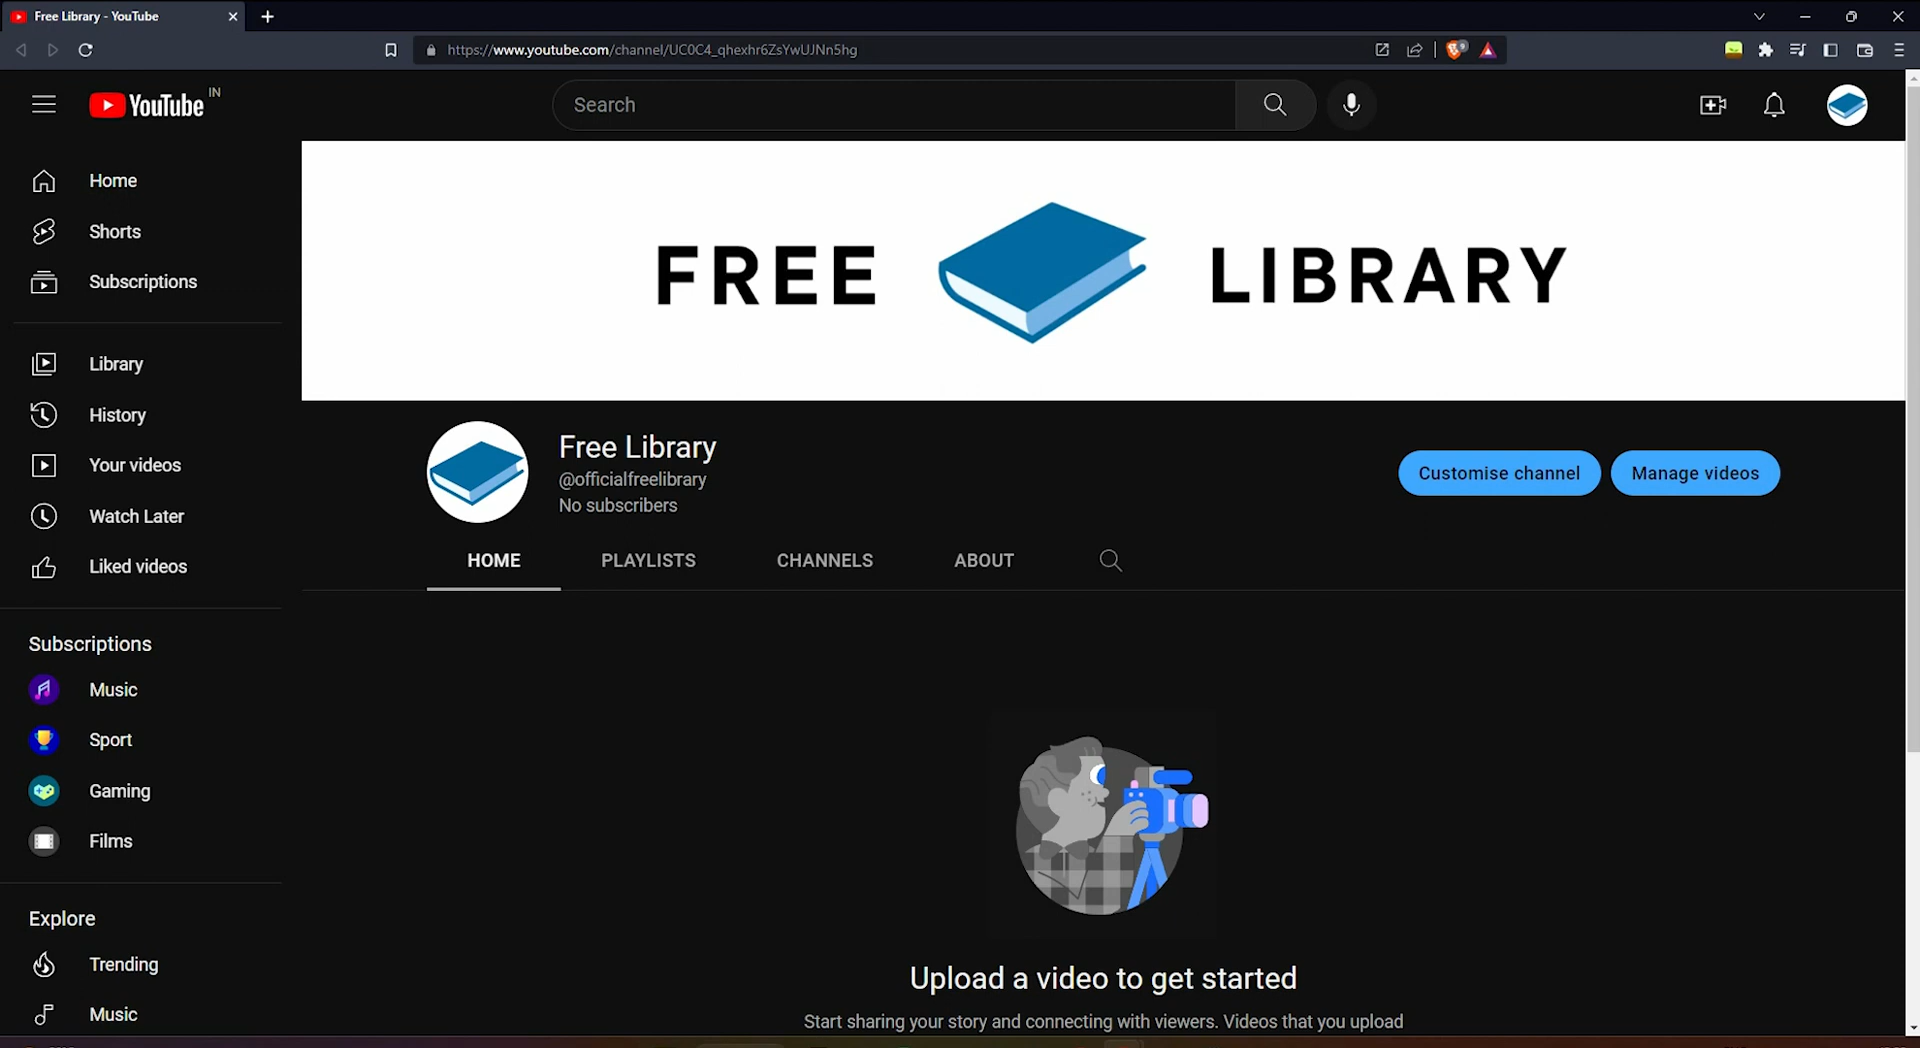 Free Library - YouTube
https://www.youtube.com/channel/UC0C4_qhexhr6ZsYwUJNn5hg
9
YouTube IN
Search
Home
Shorts
Subscriptions
Library
History
Your videos
Watch Later
Liked videos
Subscriptions
Music
Sport
Gaming
Films
Explore
Trending
Music
FREE LIBRARY
Free Library
@officialfreelibrary
No subscribers
Customise channel
Manage videos
HOME
PLAYLISTS
CHANNELS
ABOUT
Upload a video to get started
Start sharing your story and connecting with viewers. Videos that you upload